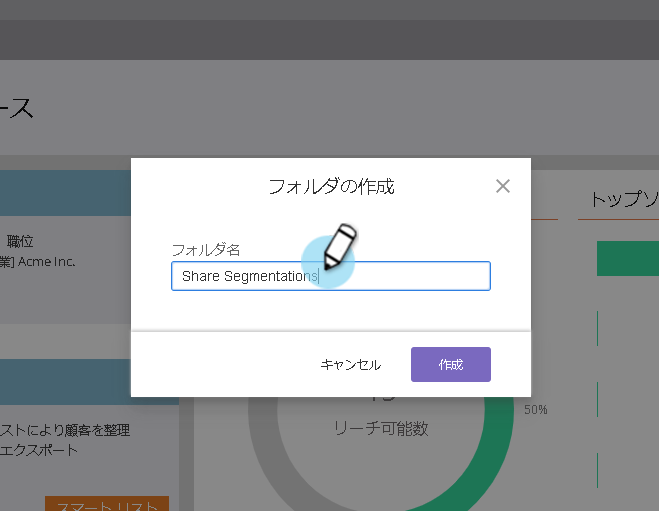 ース
フォルダの作成
トップソ
職位
業] Acme Inc.
フォルダ名
Share Segmentations
キャンセル
作成
50%
リーチ可能数
ストにより顧客を整理
エクスポート
スマート リスト